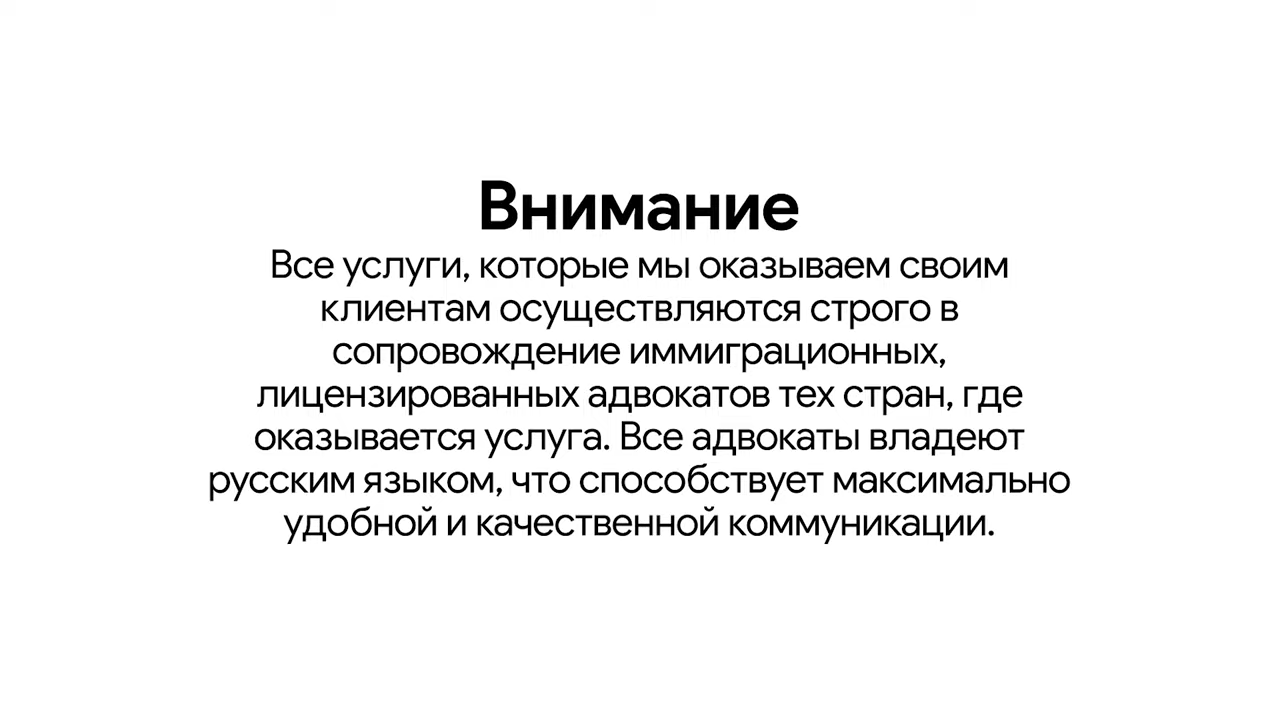 Внимание
Все услуги, которые мы оказываем своим
клиентам осуществляются строго в
сопровождение иммиграционных,
лицензированных адвокатов тех стран, где
оказывается услуга. Все адвокаты владеют
русским языком, что способствует максимально
удобной и качественной коммуникации.